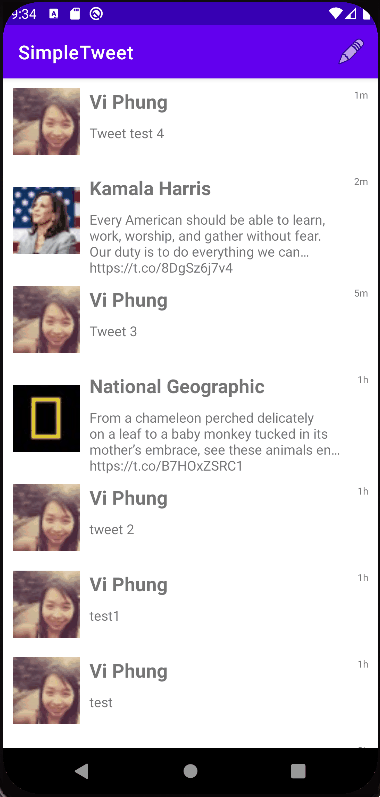 9:34
SimpleTweet
Vi Phung
1m
Tweet test 4
Kamala Harris
2m
Every American should be able to learn,
work, worship, and gather without fear.
Our duty is to do everything we can…
https://t.co/8DgSz6j7v4
Vi Phung
5m
Tweet 3
National Geographic
1h
From a chameleon perched delicately
on a leaf to a baby monkey tucked in its
mother's embrace, see these animals en…
https://t.co/B7HOxZSRC1
Vi Phung
1h
tweet 2
Vi Phung
1h
test1
Vi Phung
1h
test